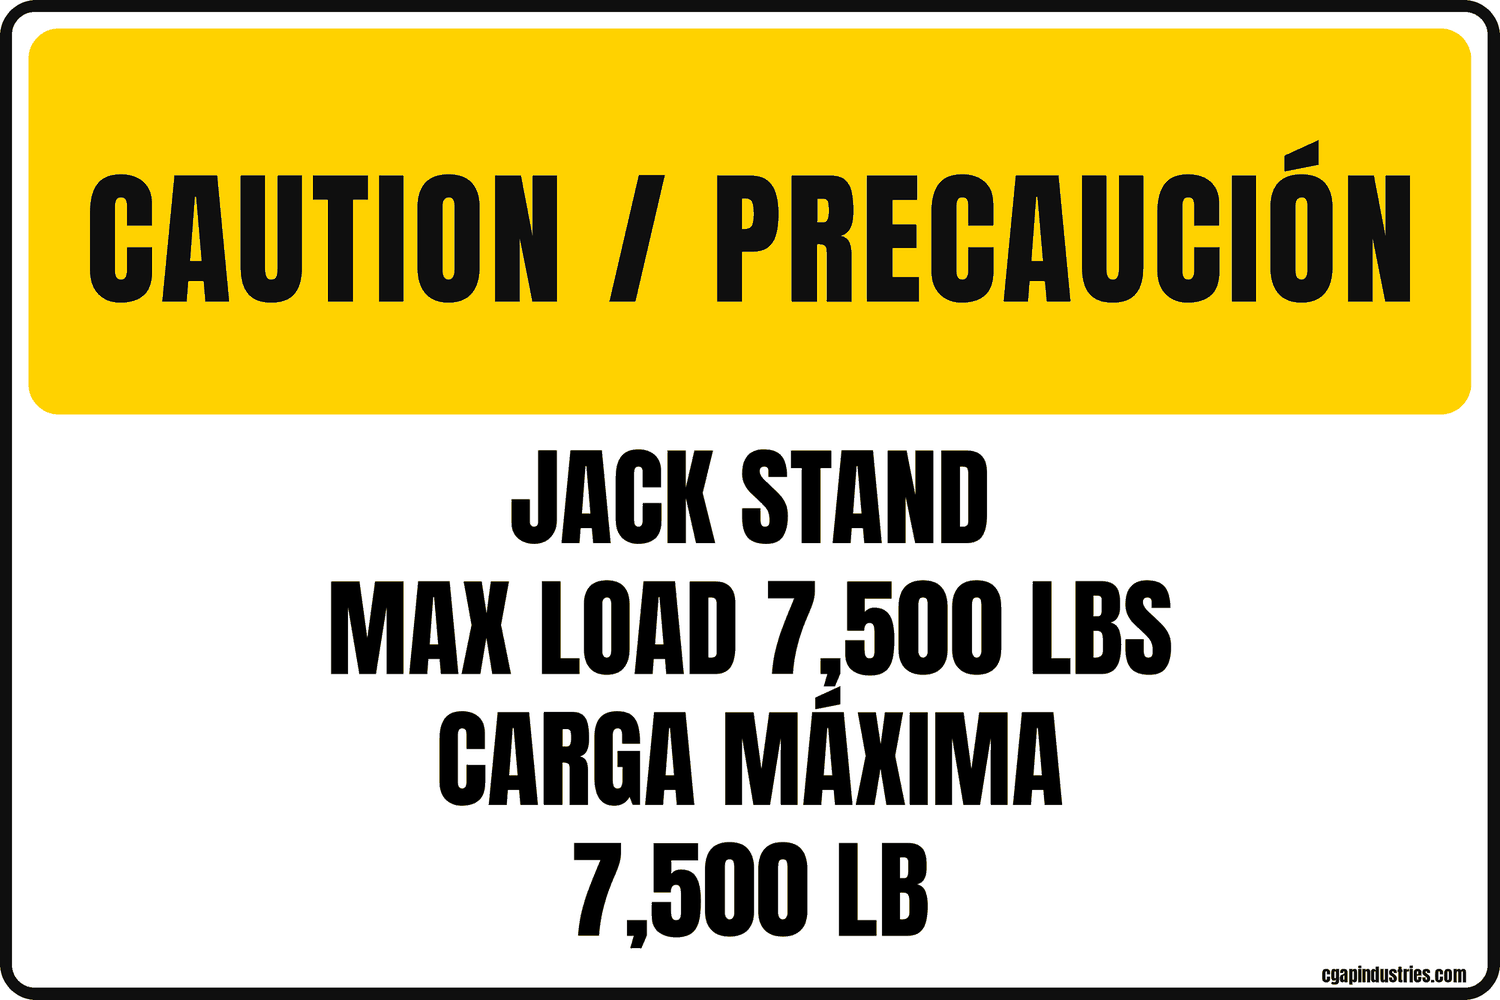 CAUTION / PRECAUCIÓN
JACK STAND
MAX LOAD 7,500 LBS
CARGA MÁXIMA
7,500 LB
cgapindustries.com